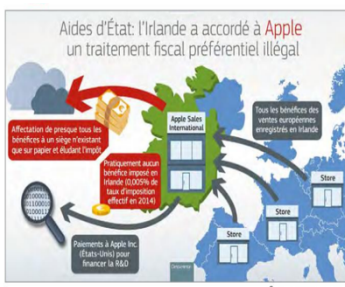 Aides d'État: l'Irlande a accordé à Apple
un traitement fiscal préférentiel illégal
Apple Sales
International
Tous les bénéfices des
ventes européennes
enregistrés en Irlande
Affectation de presque tous les
bénéfices à un siège n'existant
que sur papier et éludant l'impôt
Pratiquement aucun
bénéfice imposé en
Irlande (0,005% de
taux d'imposition
effectif en 2014)
Store
Store
Store
Paiements à Apple Inc.
(États-Unis) pour
financer la R&D